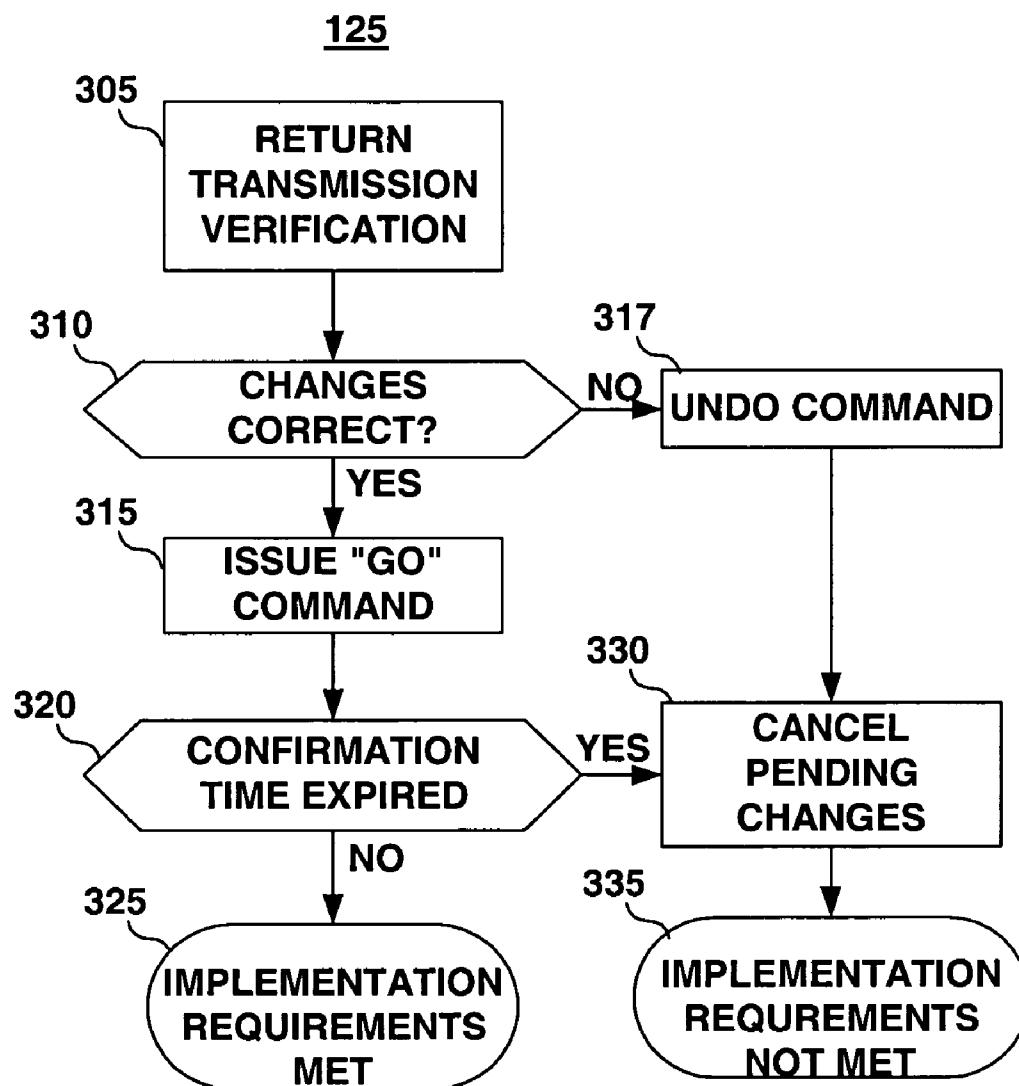 125
305
RETURN
TRANSMISSION
VERIFICATION
310
CHANGES
CORRECT?
NO
317
UNDO COMMAND
YES
315
ISSUE "GO"
COMMAND
320
CONFIRMATION
TIME EXPIRED
YES
330
CANCEL
PENDING
CHANGES
NO
325
IMPLEMENTATION
REQUIREMENTS
MET
335
IMPLEMENTATION
REQUREMENTS
NOT MET